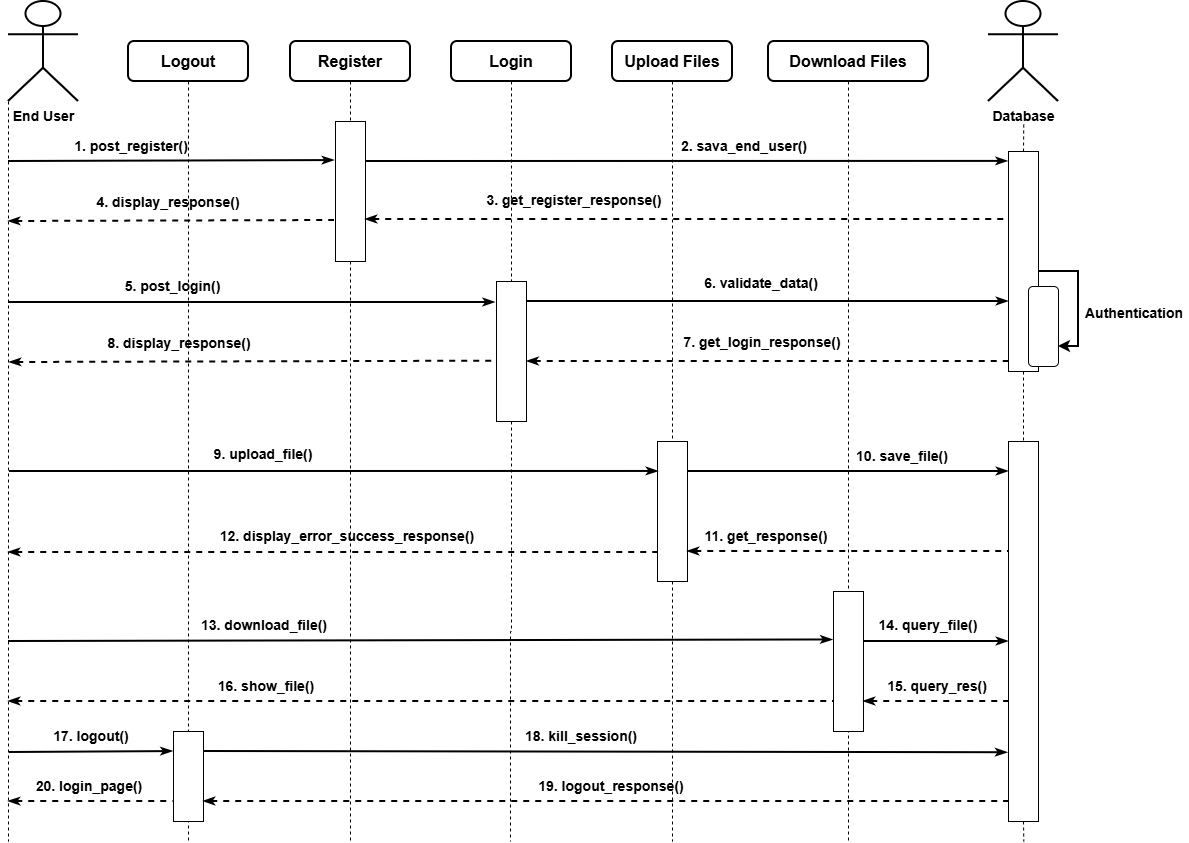 Logout
Register
Login
Upload Files
Download Files
End User
Database
1. post_register()
2. sava_end_user()
4. display_response()
3. get_register_response()
5. post_login()
6. validate_data()
Authentication
8. display_response()
7. get_login_response()
9. upload_file()
10. save_file()
12. display_error_success_response()
11. get_response()
13. download_file()
14. query_file()
16. show_file()
15. query_res()
17. logout()
18. kill_session()
20. login_page()
19. logout_response()